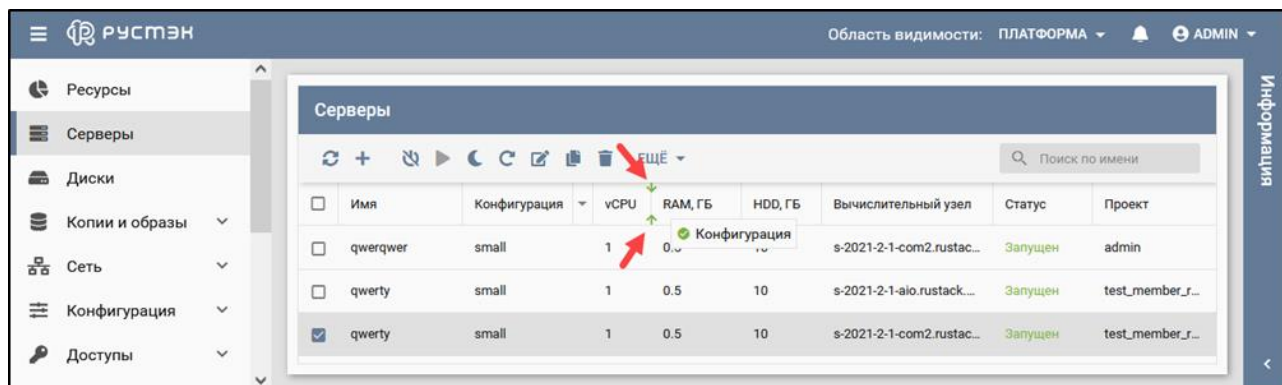 РУСТЭК
Область видимости: ПЛАТФОРМА ADMIN
Ресурсы
Серверы
Диски
Копии и образы
Сеть
Конфигурация
Доступы
Серверы
ЕЩЁ Поиск по имени
Имя Конфигурация vCPU RAM, ГБ HDD, ГБ Вычислительный узел Статус Проект
Конфигурация
qwerqwer small 1 s-2021-2-1-com2.rustac... Запущен admin
qwerty small 1 0.5 10 s-2021-2-1-aio.rustack.... Запущен test_member_r...
qwerty small 1 0.5 10 s-2021-2-1-com2.rustac... Запущен test_member_r...
Информация